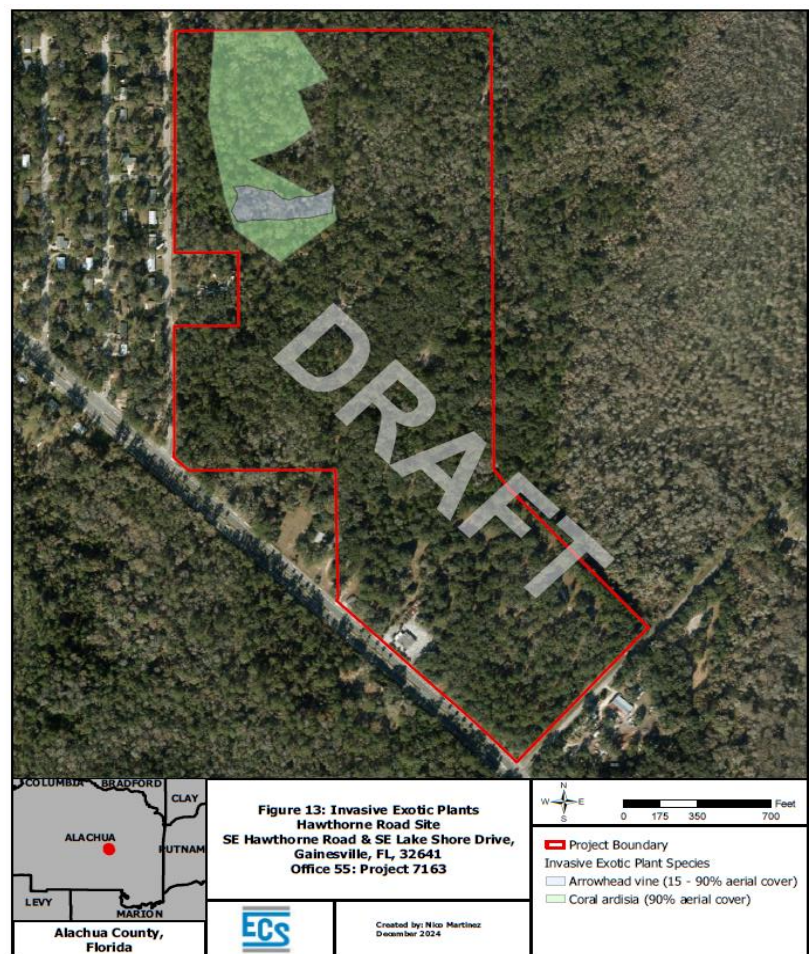 DRAFT
COLUMBIA
BRADFORD
CLAY
ALACHUA
PUTNAM
LEVY
MARION
Alachua County,
Florida
Figure 13: Invasive Exotic Plants
Hawthorne Road Site
SE Hawthorne Road & SE Lake Shore Drive,
Gainesville, FL, 32641
Office 55: Project 7163
ECS
Created by: Nico Martinez
December 2024
N
W E
S
Feet
0 175 350 700
Project Boundary
Invasive Exotic Plant Species
Arrowhead vine (15 - 90% aerial cover)
Coral ardisia (90% aerial cover)